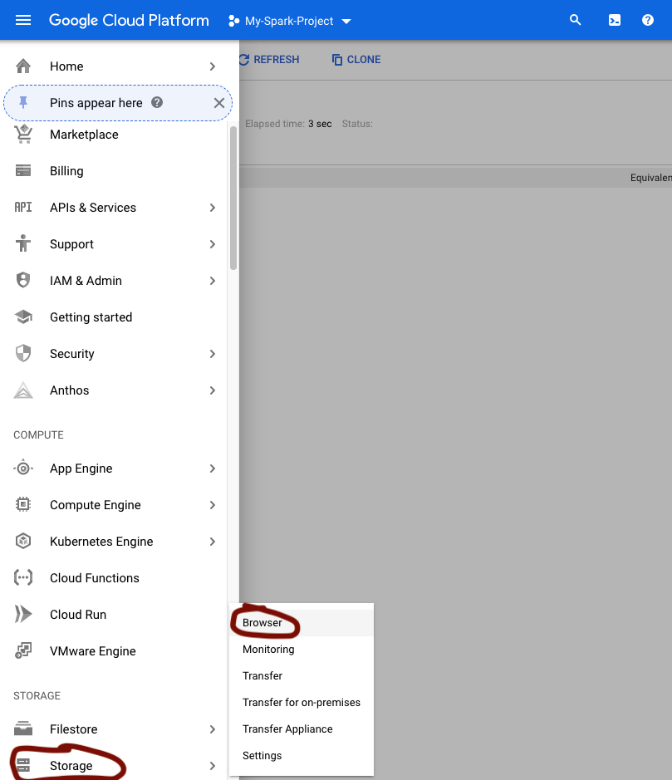 Google Cloud Platform My-Spark-Project
Home
REFRESH CLONE
Pins appear here
Elapsed time: 3 sec Status:
Marketplace
Billing
Equivalen
API APIs & Services
Support
IAM & Admin
Getting started
Security
Anthos
COMPUTE
App Engine
Compute Engine
Kubernetes Engine
Cloud Functions
Cloud Run
VMware Engine
STORAGE
Filestore
Storage
Browser
Monitoring
Transfer
Transfer for on-premises
Transfer Appliance
Settings